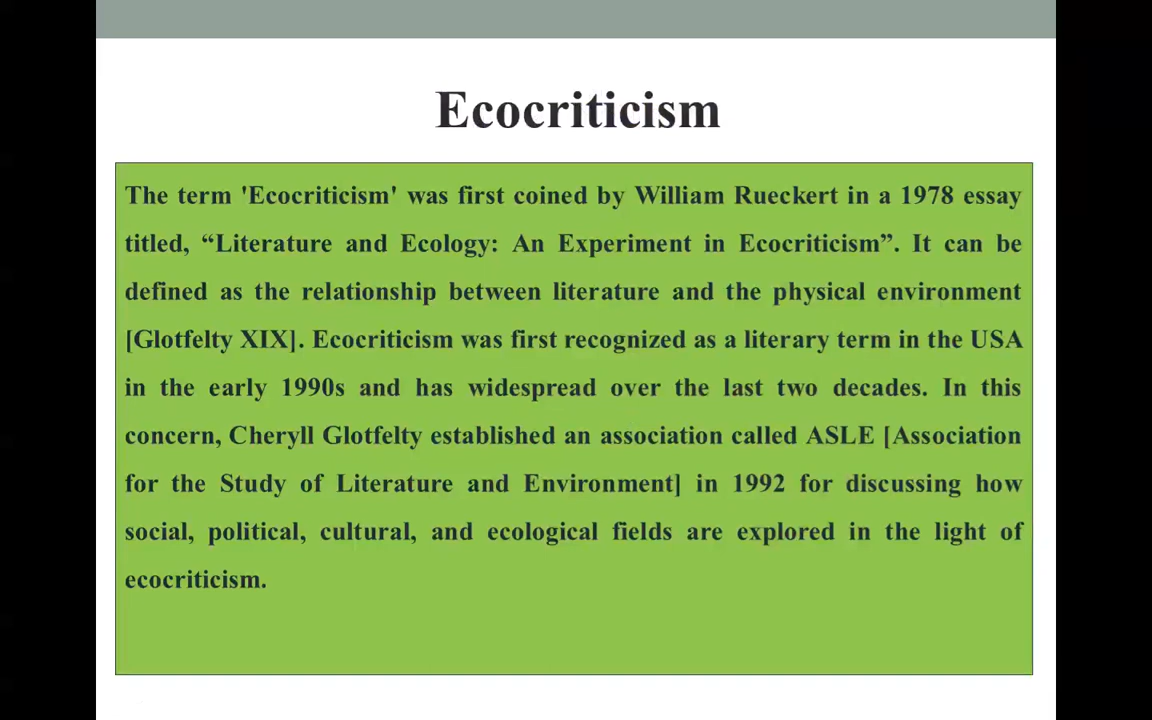 Ecocriticism
The term 'Ecocriticism' was first coined by William Rueckert in a 1978 essay
titled, “Literature and Ecology: An Experiment in Ecocriticism”. It can be
defined as the relationship between literature and the physical environment
[Glotfelty XIX]. Ecocriticism was first recognized as a literary term in the USA
in the early 1990s and has widespread over the last two decades. In this
concern, Cheryll Glotfelty established an association called ASLE [Association
for the Study of Literature and Environment] in 1992 for discussing how
social, political, cultural, and ecological fields are explored in the light of
ecocriticism.